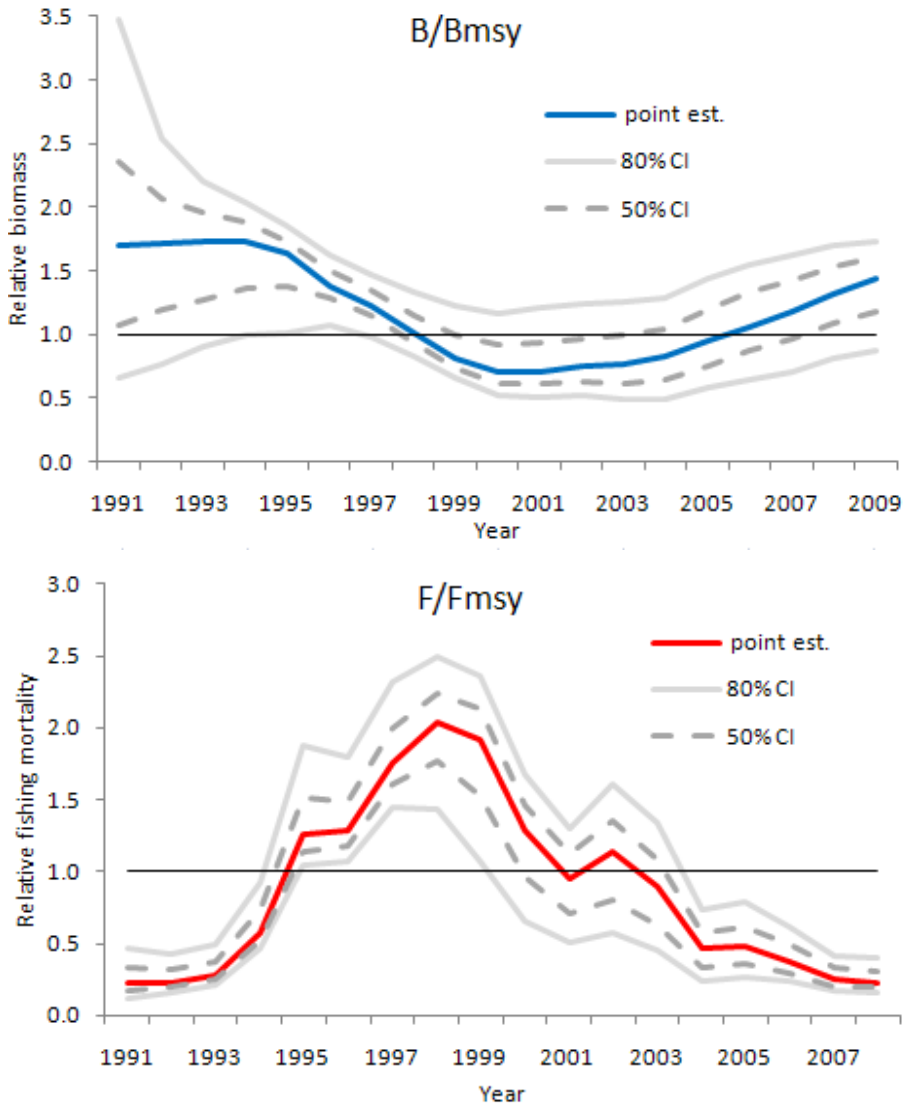 B/Bmsy
3.5
3.0
2.5
2.0
1.5
1.0
0.5
0.0
Relative biomass
point est.
80% CI
50% CI
1991 1993 1995 1997 1999 2001 2003 2005 2007 2009
Year
F/Fmsy
3.0
2.5
2.0
1.5
1.0
0.5
0.0
Relative fishing mortality
point est.
80% CI
50% CI
1991 1993 1995 1997 1999 2001 2003 2005 2007
Year